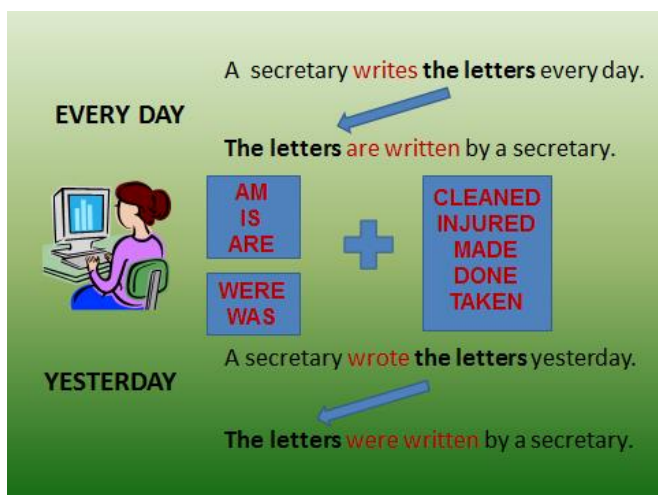 A secretary writes the letters every day.
EVERY DAY
The letters are written by a secretary.
AM
IS
ARE
WERE
WAS
CLEANED
INJURED
MADE
DONE
TAKEN
A secretary wrote the letters yesterday.
YESTERDAY
The letters were written by a secretary.